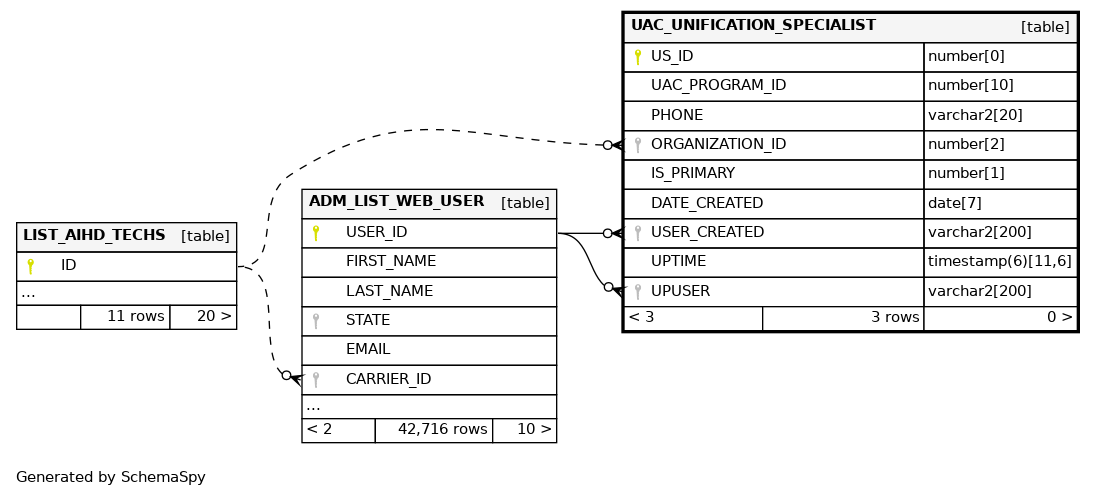 UAC_UNIFICATION_SPECIALIST [table]
US_ID number[0]
UAC_PROGRAM_ID number[10]
PHONE varchar2[20]
ORGANIZATION_ID number[2]
IS_PRIMARY number[1]
DATE_CREATED date[7]
USER_CREATED varchar2[200]
UPTIME timestamp(6)[11,6]
UPUSER varchar2[200]
< 3 3 rows 0 >
ADM_LIST_WEB_USER [table]
USER_ID
FIRST_NAME
LAST_NAME
STATE
EMAIL
CARRIER_ID
...
< 2 42,716 rows 10 >
LIST_AIHD_TECHS [table]
ID
...
11 rows 20 >
Generated by SchemaSpy